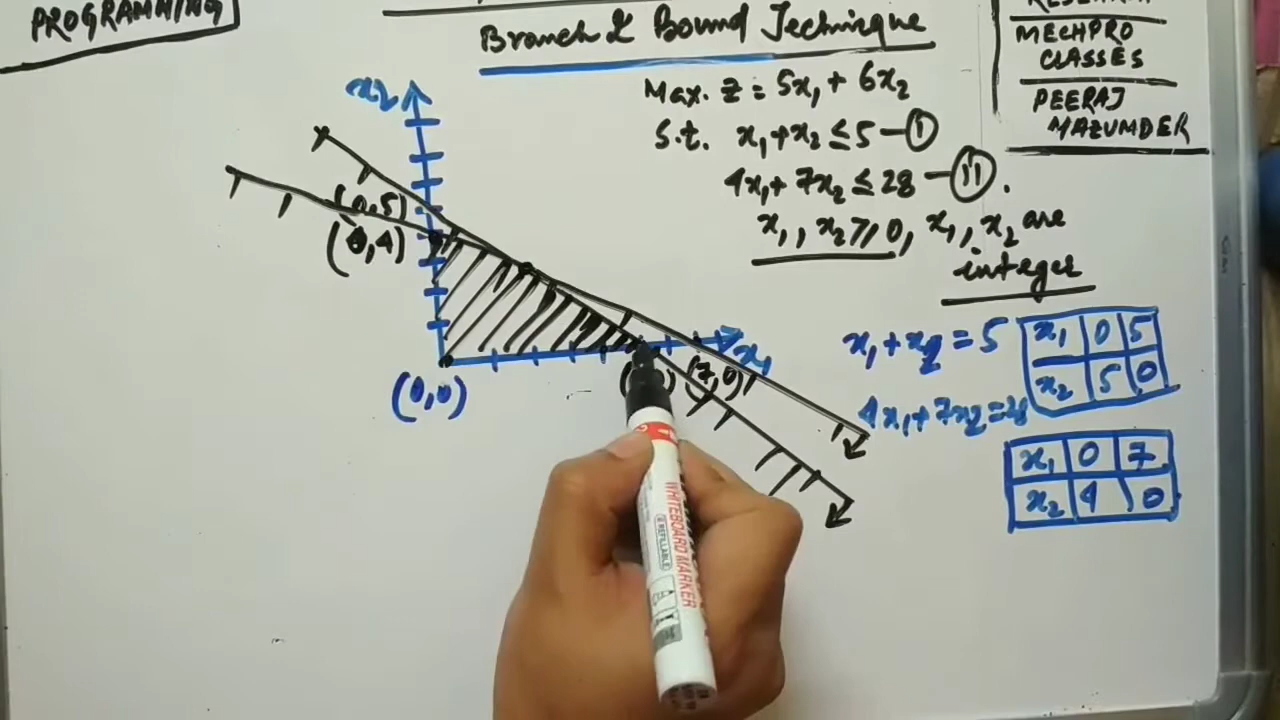 PROGRAMMING
Branch & Bound Technique
MECHPRO
CLASSES
PEERAJ
MAZUMDER
Max. Z = 5x₁ + 6x₂
S.t. x₁ + x₂ ≤ 5 — I
4x₁ + 7x₂ ≤ 28 — II .
x₁, x₂ ≥ 0, x₁, x₂ are
integer
x₂
(0,5)
(0,4)
(0,0)
(7,0)
x₁
x₁ + x₂ = 5
x₁ 0 5
x₂ 5 0
4x₁ + 7x₂ = 28
x₁ 0 7
x₂ 4 0
WHITEBOARD MARKER
REFILLABLE